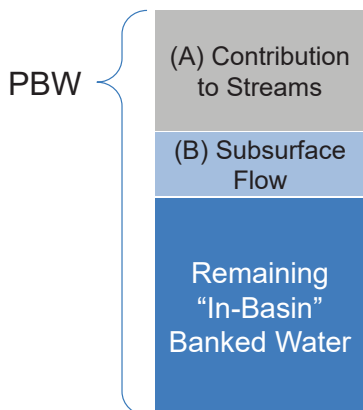 PBW
(A) Contribution
to Streams
(B) Subsurface
Flow
Remaining
“In-Basin”
Banked Water